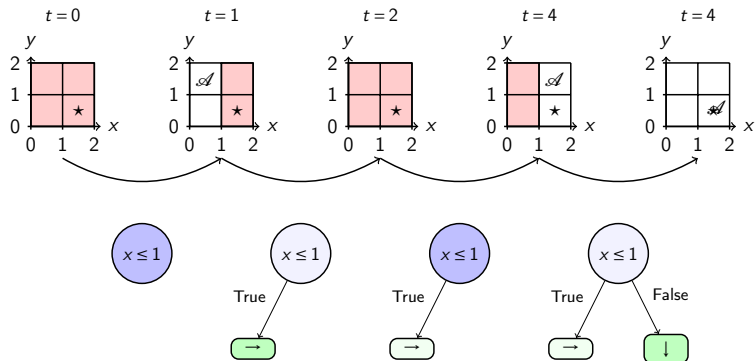 t = 0 t = 1 t = 2 t = 4 t = 4
y y y y y
2 2 2 2 2
𝒜 𝒜
1 1 1 1 1
⋆ ⋆ ⋆ ⋆ ⋆ 𝒜
0 0 0 0 0
x x x x x
0 1 2 0 1 2 0 1 2 0 1 2 0 1 2
x ≤ 1 x ≤ 1 x ≤ 1 x ≤ 1
True True True False
→ → → ↓